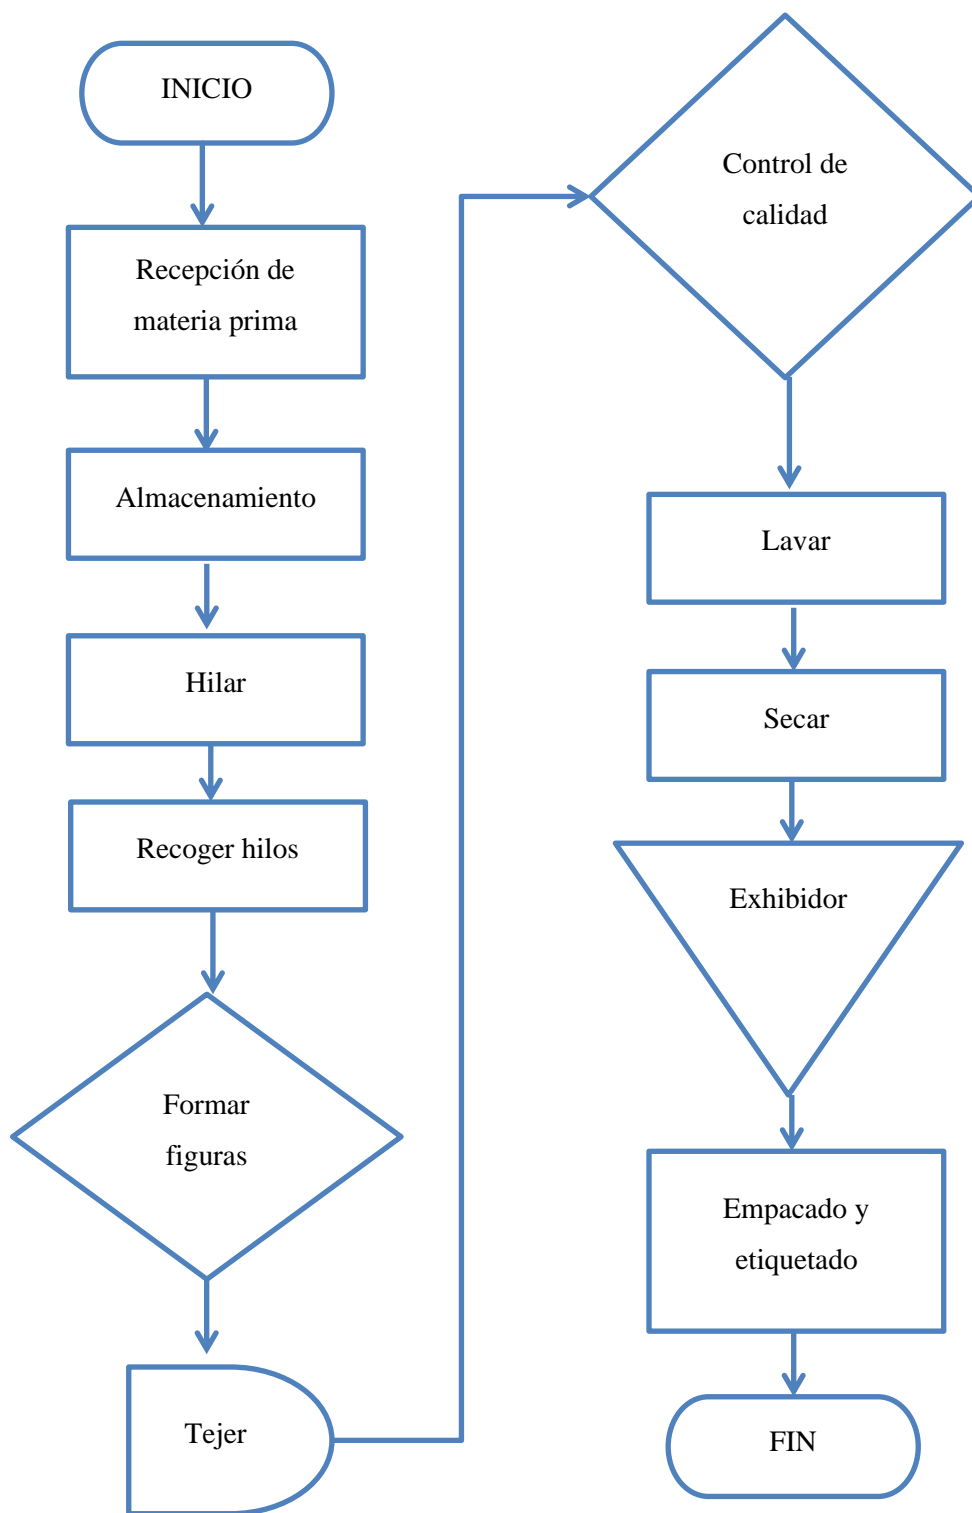 INICIO
Recepción de
materia prima
Almacenamiento
Hilar
Recoger hilos
Formar
figuras
Tejer
Control de
calidad
Lavar
Secar
Exhibidor
Empacado y
etiquetado
FIN